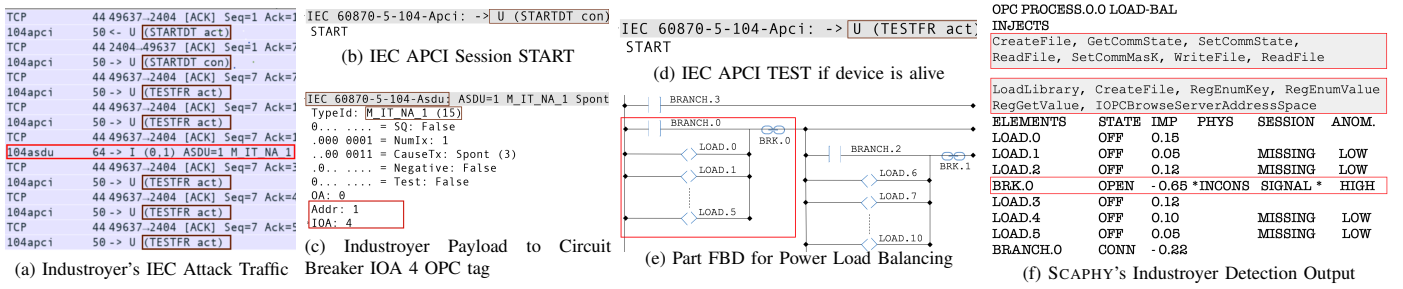 TCP 44 49637→2404 [ACK] Seq=1 Ack=1
104apci 50 <- U (STARTDT act)
TCP 44 2404→49637 [ACK] Seq=1 Ack=7
104apci 50 -> U (STARTDT con)
TCP 44 49637→2404 [ACK] Seq=7 Ack=7
104apci 50 -> U (TESTFR act)
TCP 44 49637→2404 [ACK] Seq=7 Ack=1
104apci 50 -> U (TESTFR act)
TCP 44 49637→2404 [ACK] Seq=7 Ack=1
104asdu 64 -> I (0,1) ASDU=1 M_IT_NA_1
TCP 44 49637→2404 [ACK] Seq=7 Ack=3
104apci 50 -> U (TESTFR act)
TCP 44 49637→2404 [ACK] Seq=7 Ack=4
104apci 50 -> U (TESTFR act)
TCP 44 49637→2404 [ACK] Seq=7 Ack=5
104apci 50 -> U (TESTFR act)
(a) Industroyer's IEC Attack Traffic
IEC 60870-5-104-Apci: -> U (STARTDT con)
START
(b) IEC APCI Session START
IEC 60870-5-104-Asdu: ASDU=1 M_IT_NA_1 Spont
TypeId: M_IT_NA_1 (15)
0... .... = SQ: False
.000 0001 = NumIx: 1
..00 0011 = CauseTx: Spont (3)
.0.. .... = Negative: False
0... .... = Test: False
OA: 0
Addr: 1
IOA: 4
(c) Industroyer Payload to Circuit
Breaker IOA 4 OPC tag
IEC 60870-5-104-Apci: -> U (TESTFR act)
START
(d) IEC APCI TEST if device is alive
BRANCH.3
BRANCH.0
LOAD.0
BRK.0
LOAD.1
LOAD.5
BRANCH.2
BRK.1
LOAD.6
LOAD.7
LOAD.10
(e) Part FBD for Power Load Balancing
OPC PROCESS.0.0 LOAD-BAL
INJECTS
CreateFile, GetCommState, SetCommState,
ReadFile, SetCommMasK, WriteFile, ReadFile
LoadLibrary, CreateFile, RegEnumKey, RegEnumValue
RegGetValue, IOPCBrowseServerAddressSpace
ELEMENTS STATE IMP PHYS SESSION ANOM.
LOAD.0 OFF 0.15
LOAD.1 OFF 0.05 MISSING LOW
LOAD.2 OFF 0.12 MISSING LOW
BRK.0 OPEN -0.65 *INCONS SIGNAL * HIGH
LOAD.3 OFF 0.12
LOAD.4 OFF 0.10 MISSING LOW
LOAD.5 OFF 0.05 MISSING LOW
BRANCH.0 CONN -0.22
(f) SCAPHY's Industroyer Detection Output